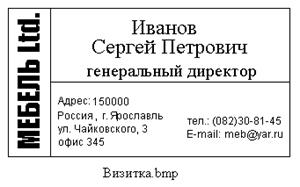 МЕБЕЛЬ Ltd.
Иванов
Сергей Петрович
генеральный директор
Адрес: 150000
Россия, г. Ярославль
ул. Чайковского, 3
офис 345
тел.: (082)30-81-45
E-mail: meb@yar.ru
Визитка.bmp